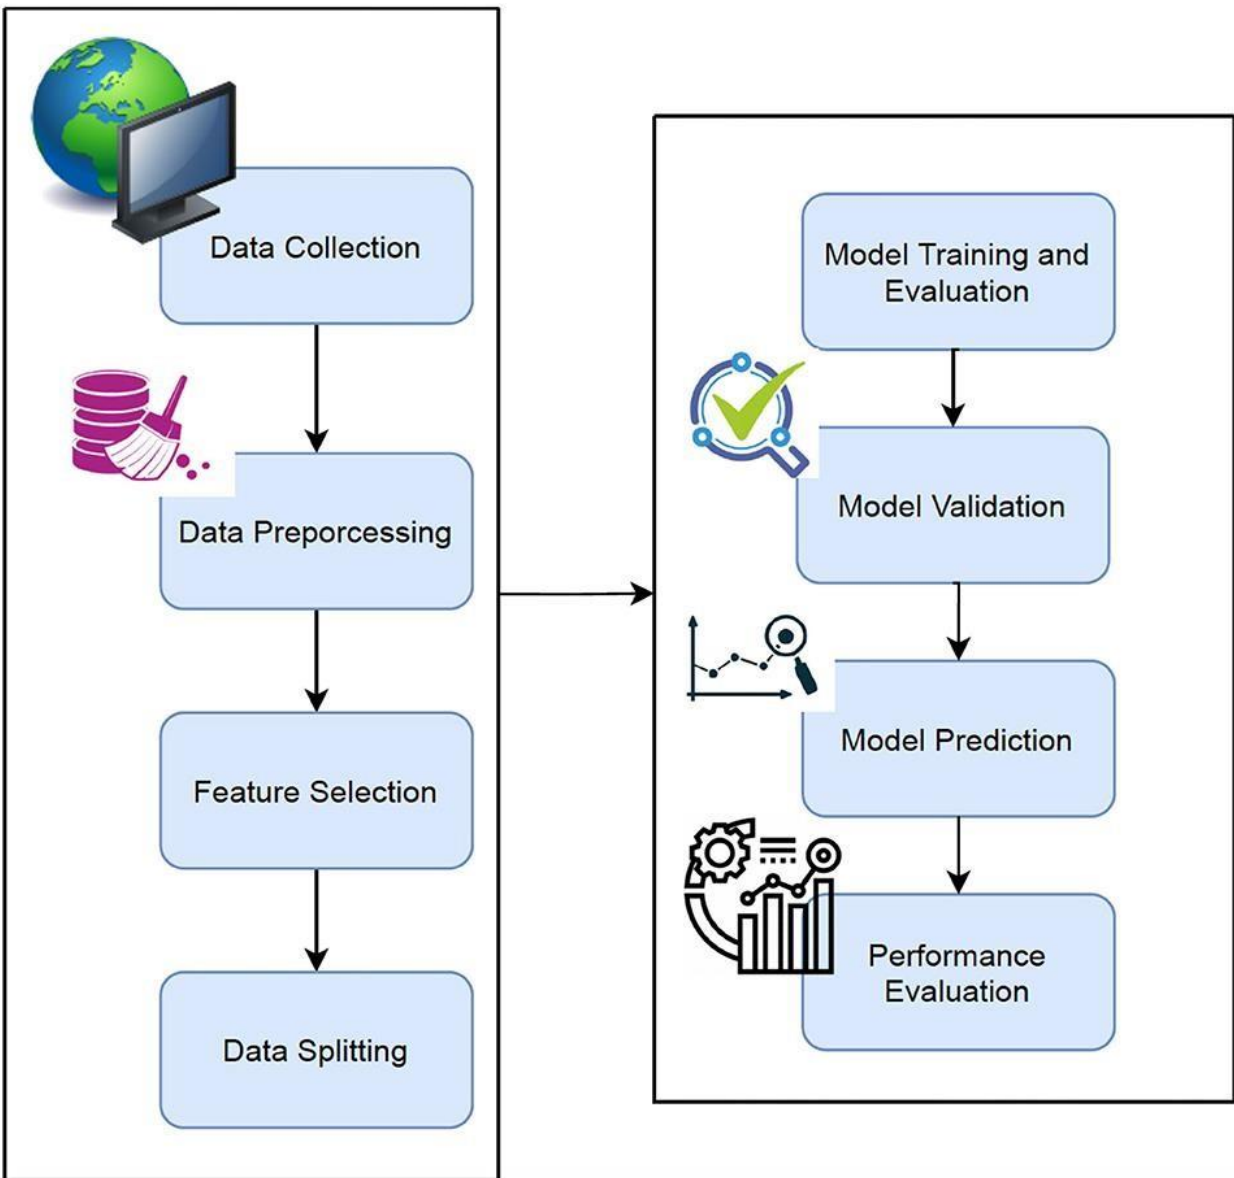 Data Collection
Data Preporcessing
Feature Selection
Data Splitting
Model Training and
Evaluation
Model Validation
Model Prediction
Performance
Evaluation